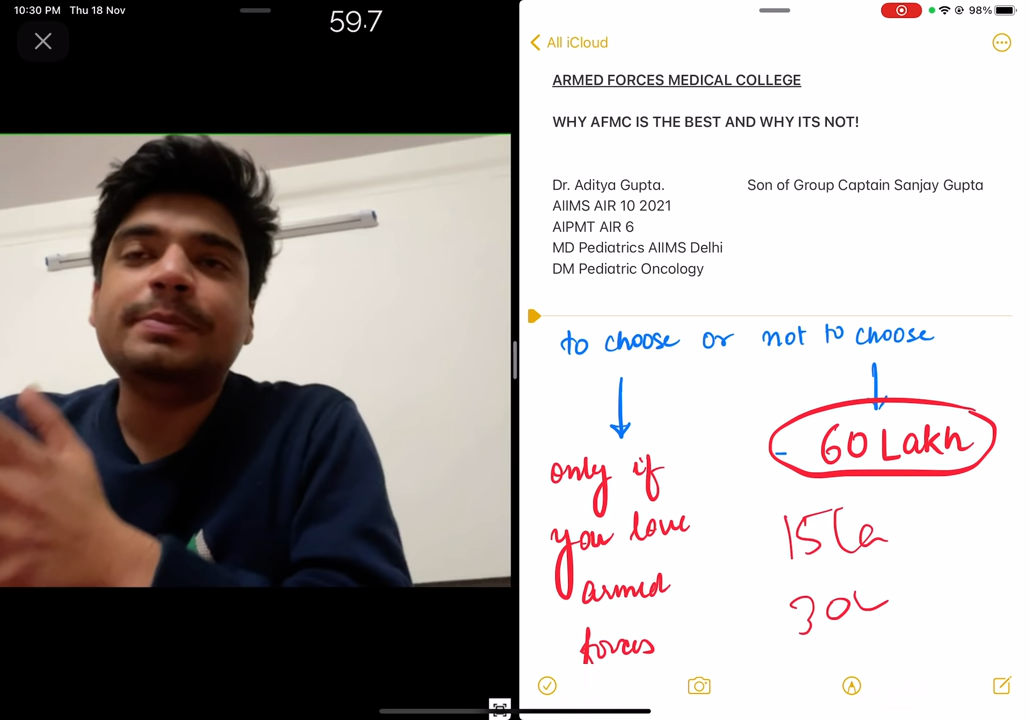 10:30 PM Thu 18 Nov
59.7
98%
All iCloud
ARMED FORCES MEDICAL COLLEGE
WHY AFMC IS THE BEST AND WHY ITS NOT!
Dr. Aditya Gupta. Son of Group Captain Sanjay Gupta
AIIMS AIR 10 2021
AIPMT AIR 6
MD Pediatrics AIIMS Delhi
DM Pediatric Oncology
to choose or not to choose
- 60 Lakh
only if
you love
armed
forces
15
30